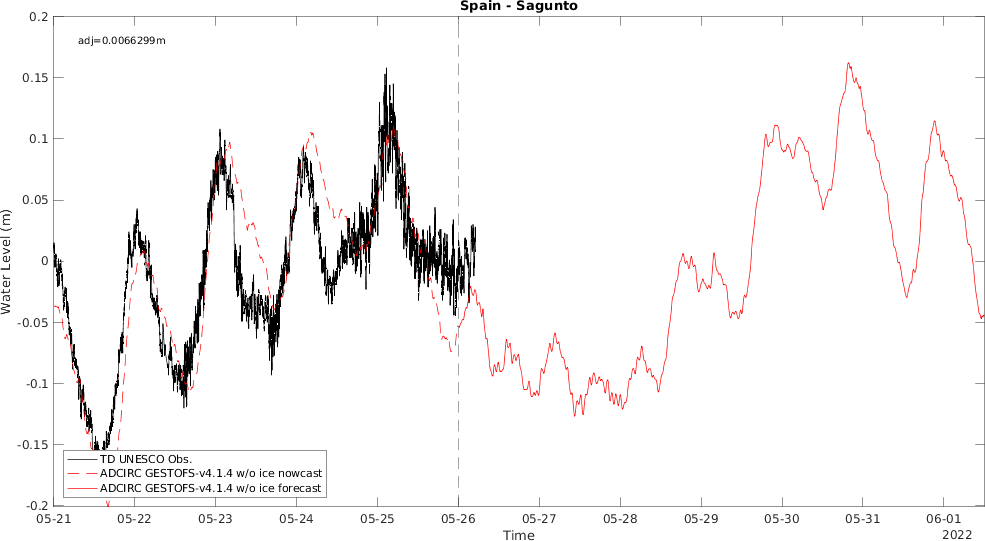 Spain - Sagunto
adj=0.0066299m
0.2
0.15
0.1
0.05
0
-0.05
-0.1
-0.15
-0.2
Water Level (m)
TD UNESCO Obs.
ADCIRC GESTOFS-v4.1.4 w/o ice nowcast
ADCIRC GESTOFS-v4.1.4 w/o ice forecast
05-21 05-22 05-23 05-24 05-25 05-26 05-27 05-28 05-29 05-30 05-31 06-01
Time
2022